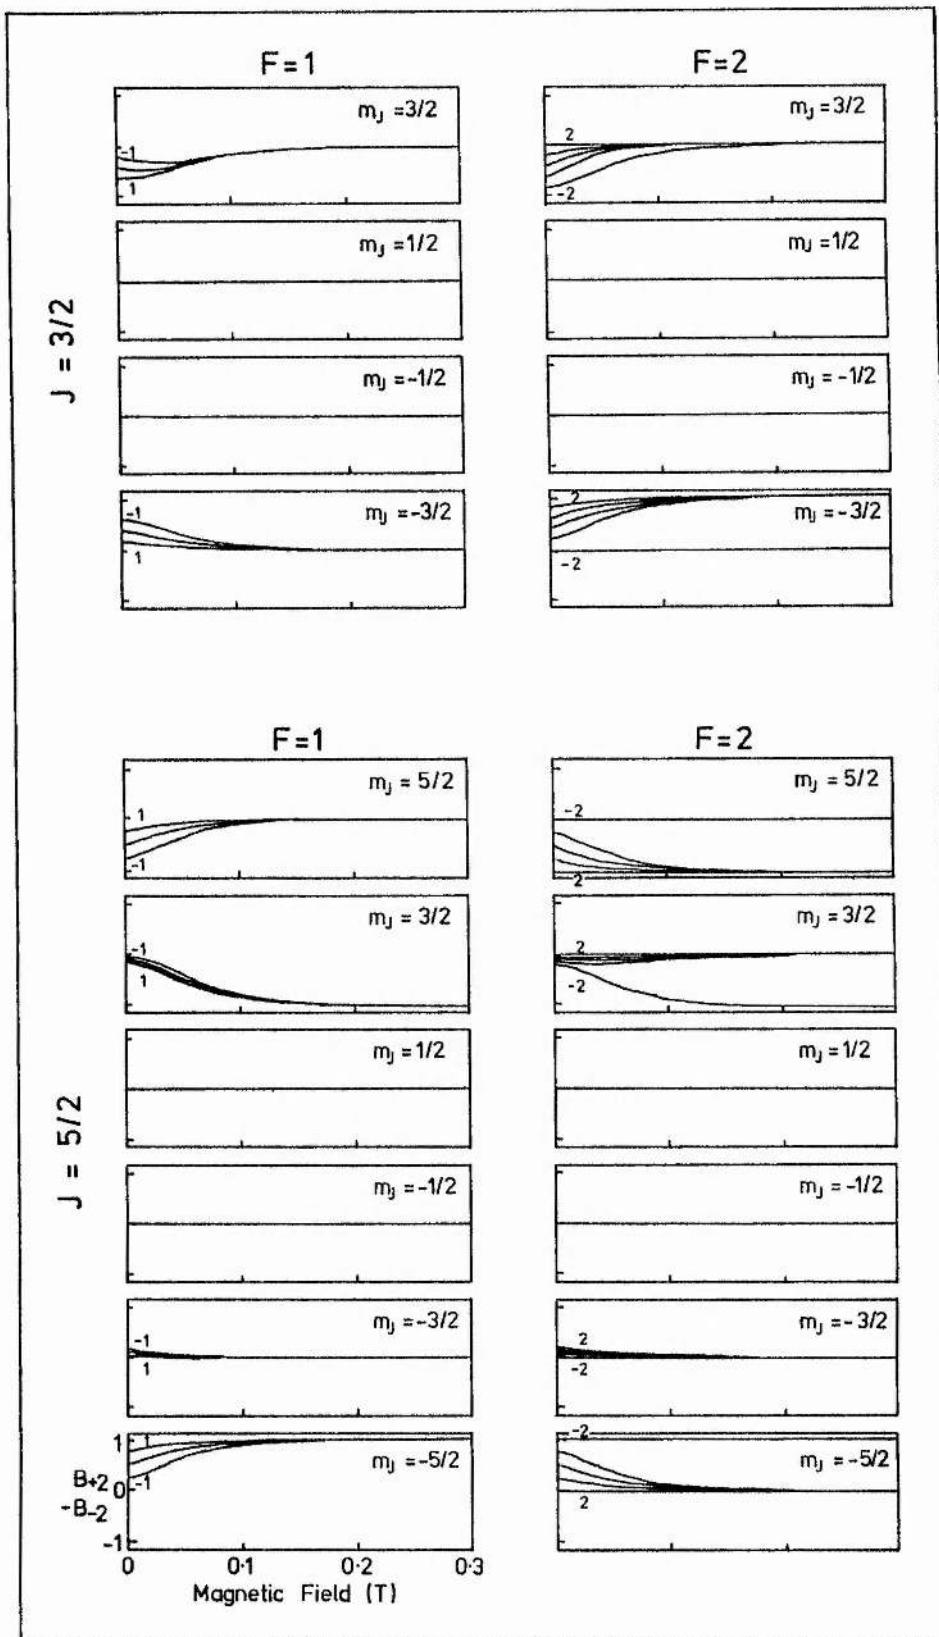 F=1
F=2
m_J = 3/2
-1
1
m_J = 3/2
2
-2
m_J = 1/2
m_J = 1/2
J = 3/2
m_J = -1/2
m_J = -1/2
m_J = -3/2
-1
1
m_J = -3/2
2
-2
F=1
F=2
m_J = 5/2
1
-1
m_J = 5/2
-2
2
m_J = 3/2
-1
1
m_J = 3/2
2
-2
m_J = 1/2
m_J = 1/2
J = 5/2
m_J = -1/2
m_J = -1/2
m_J = -3/2
-1
1
m_J = -3/2
2
-2
m_J = -5/2
1
-1
m_J = -5/2
-2
2
1
B+2 0
-B-2
-1
0 0·1 0·2 0·3
Magnetic Field (T)